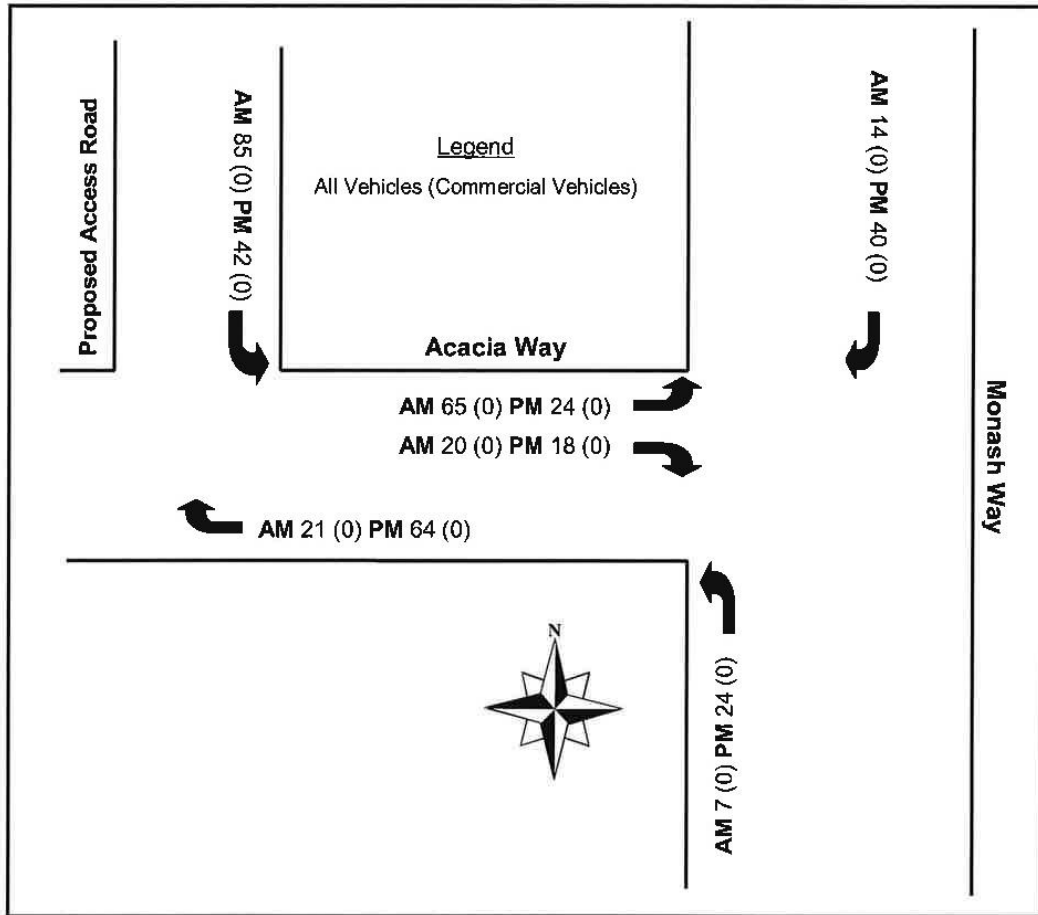 Proposed Access Road
AM 85 (0) PM 42 (0)
Legend
All Vehicles (Commercial Vehicles)
AM 14 (0) PM 40 (0)
Acacia Way
AM 65 (0) PM 24 (0)
AM 20 (0) PM 18 (0)
Monash Way
AM 21 (0) PM 64 (0)
N
AM 7 (0) PM 24 (0)